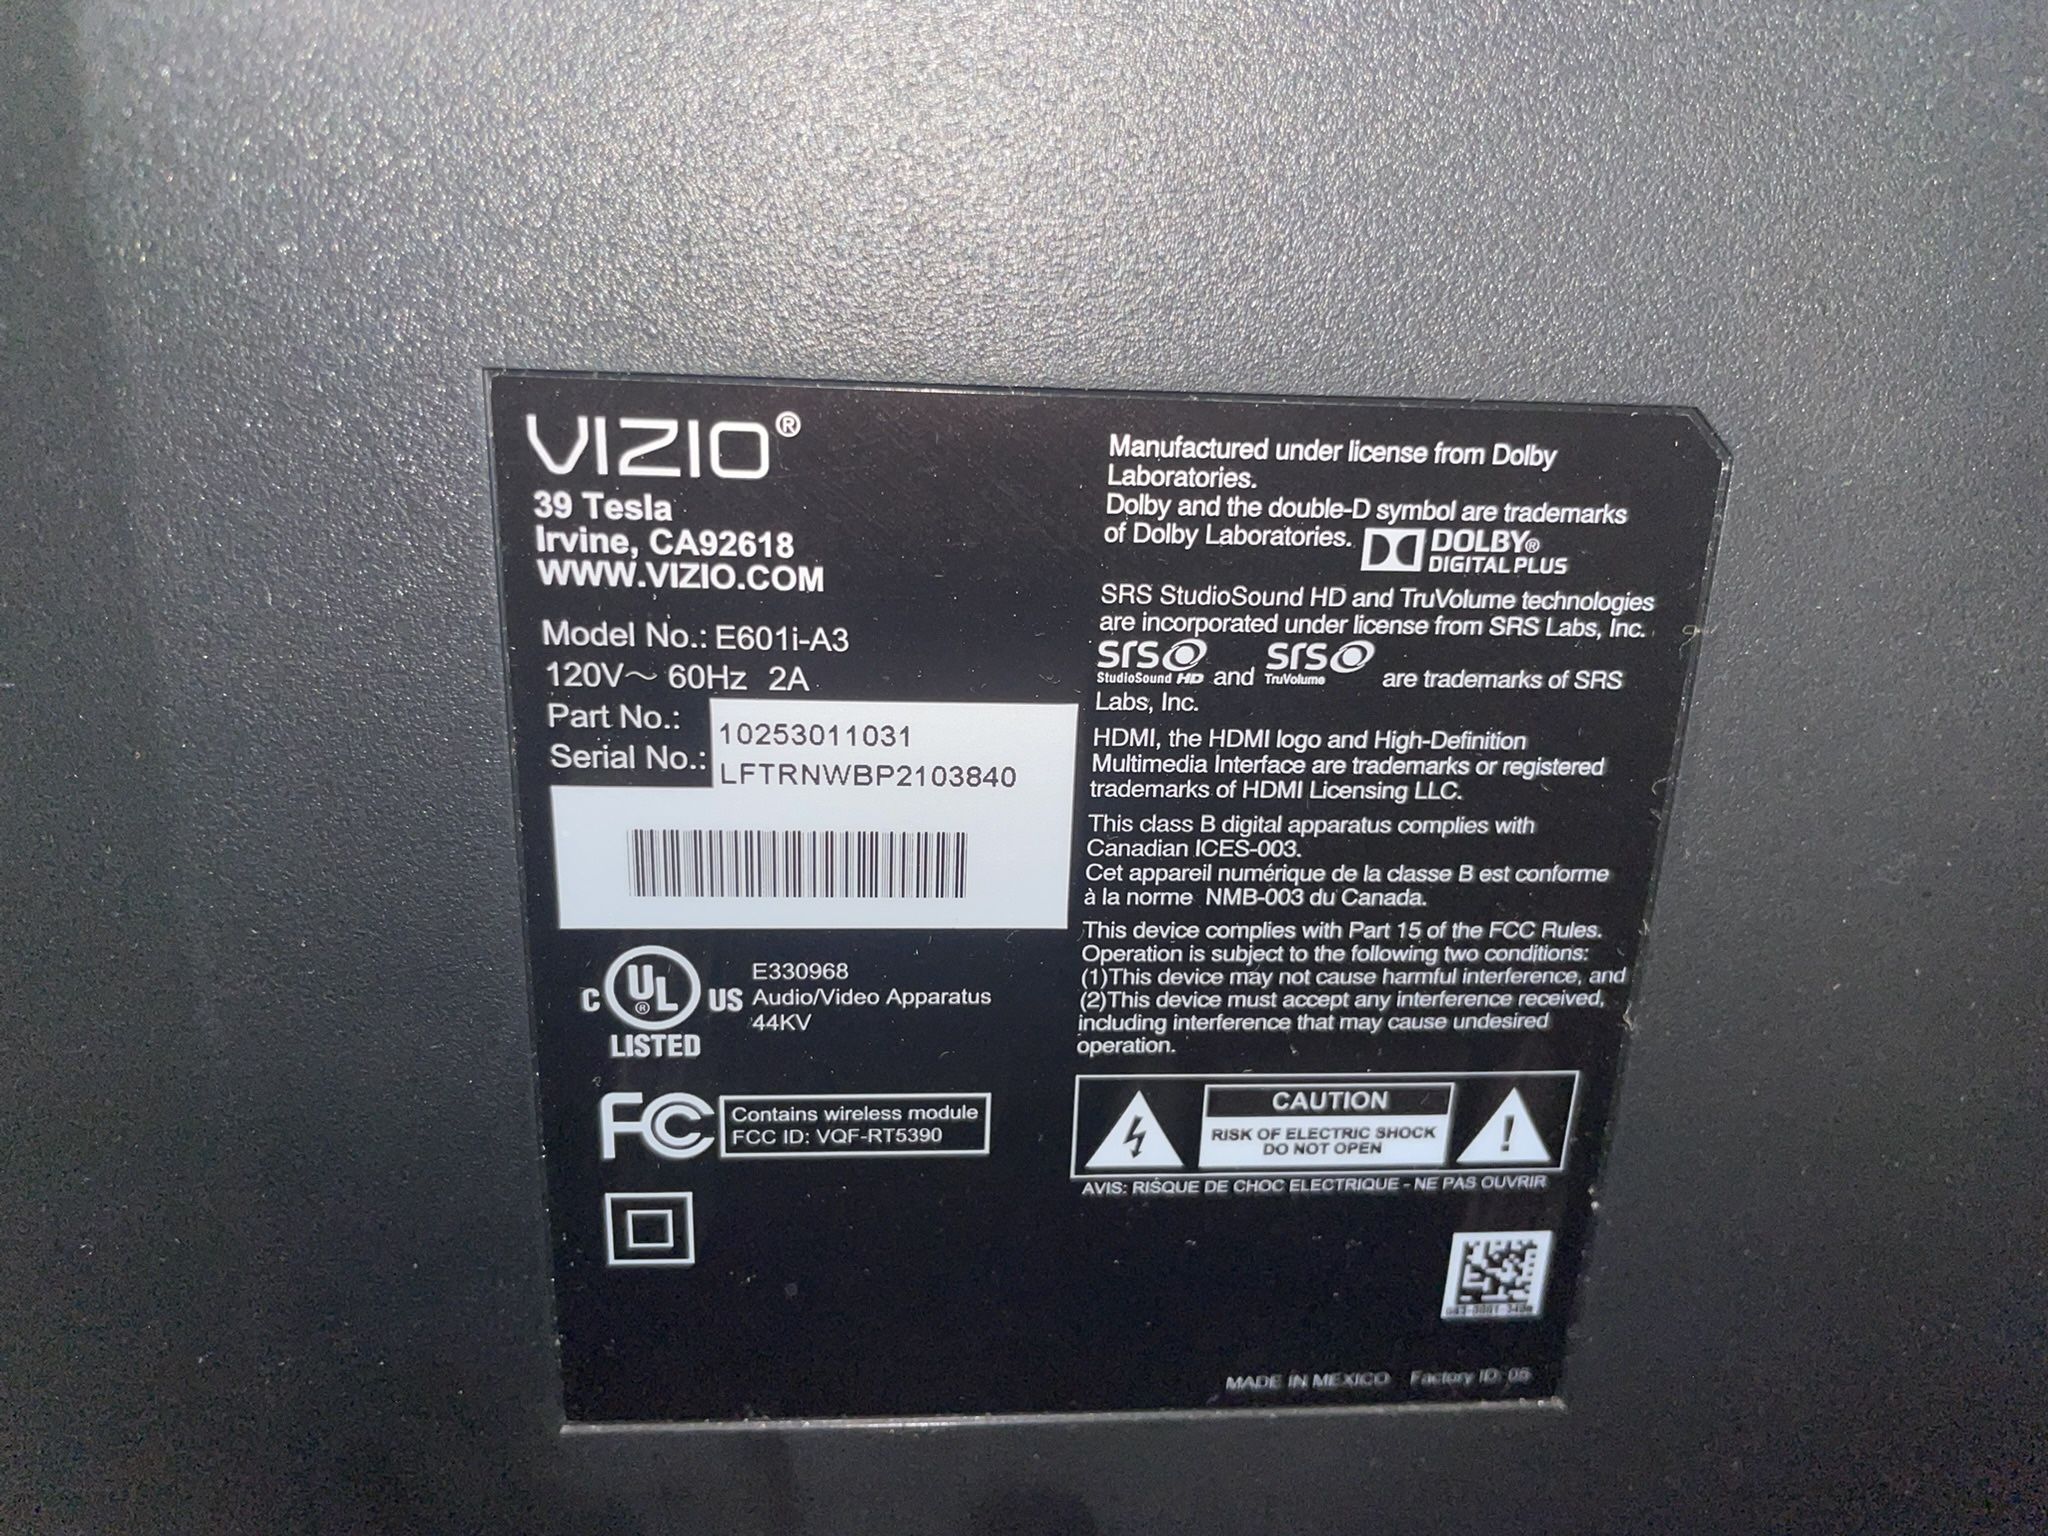 VIZIO®
39 Tesla
Irvine, CA92618
WWW.VIZIO.COM
Model No.: E601i-A3
120V~ 60Hz 2A
Part No.: 10253011031
Serial No.: LFTRNWBP2103840
C UL® US LISTED
E330968
Audio/Video Apparatus
44KV
FC
Contains wireless module
FCC ID: VQF-RT5390
Manufactured under license from Dolby
Laboratories.
Dolby and the double-D symbol are trademarks
of Dolby Laboratories. DOLBY®
DIGITAL PLUS
SRS StudioSound HD and TruVolume technologies
are incorporated under license from SRS Labs, Inc.
SRS StudioSound HD and SRS TruVolume are trademarks of SRS
Labs, Inc.
HDMI, the HDMI logo and High-Definition
Multimedia Interface are trademarks or registered
trademarks of HDMI Licensing LLC.
This class B digital apparatus complies with
Canadian ICES-003.
Cet appareil numérique de la classe B est conforme
à la norme NMB-003 du Canada.
This device complies with Part 15 of the FCC Rules.
Operation is subject to the following two conditions:
(1)This device may not cause harmful interference, and
(2)This device must accept any interference received,
including interference that may cause undesired
operation.
CAUTION
RISK OF ELECTRIC SHOCK
DO NOT OPEN
AVIS: RISQUE DE CHOC ELECTRIQUE - NE PAS OUVRIR
MADE IN MEXICO Factory ID: 05